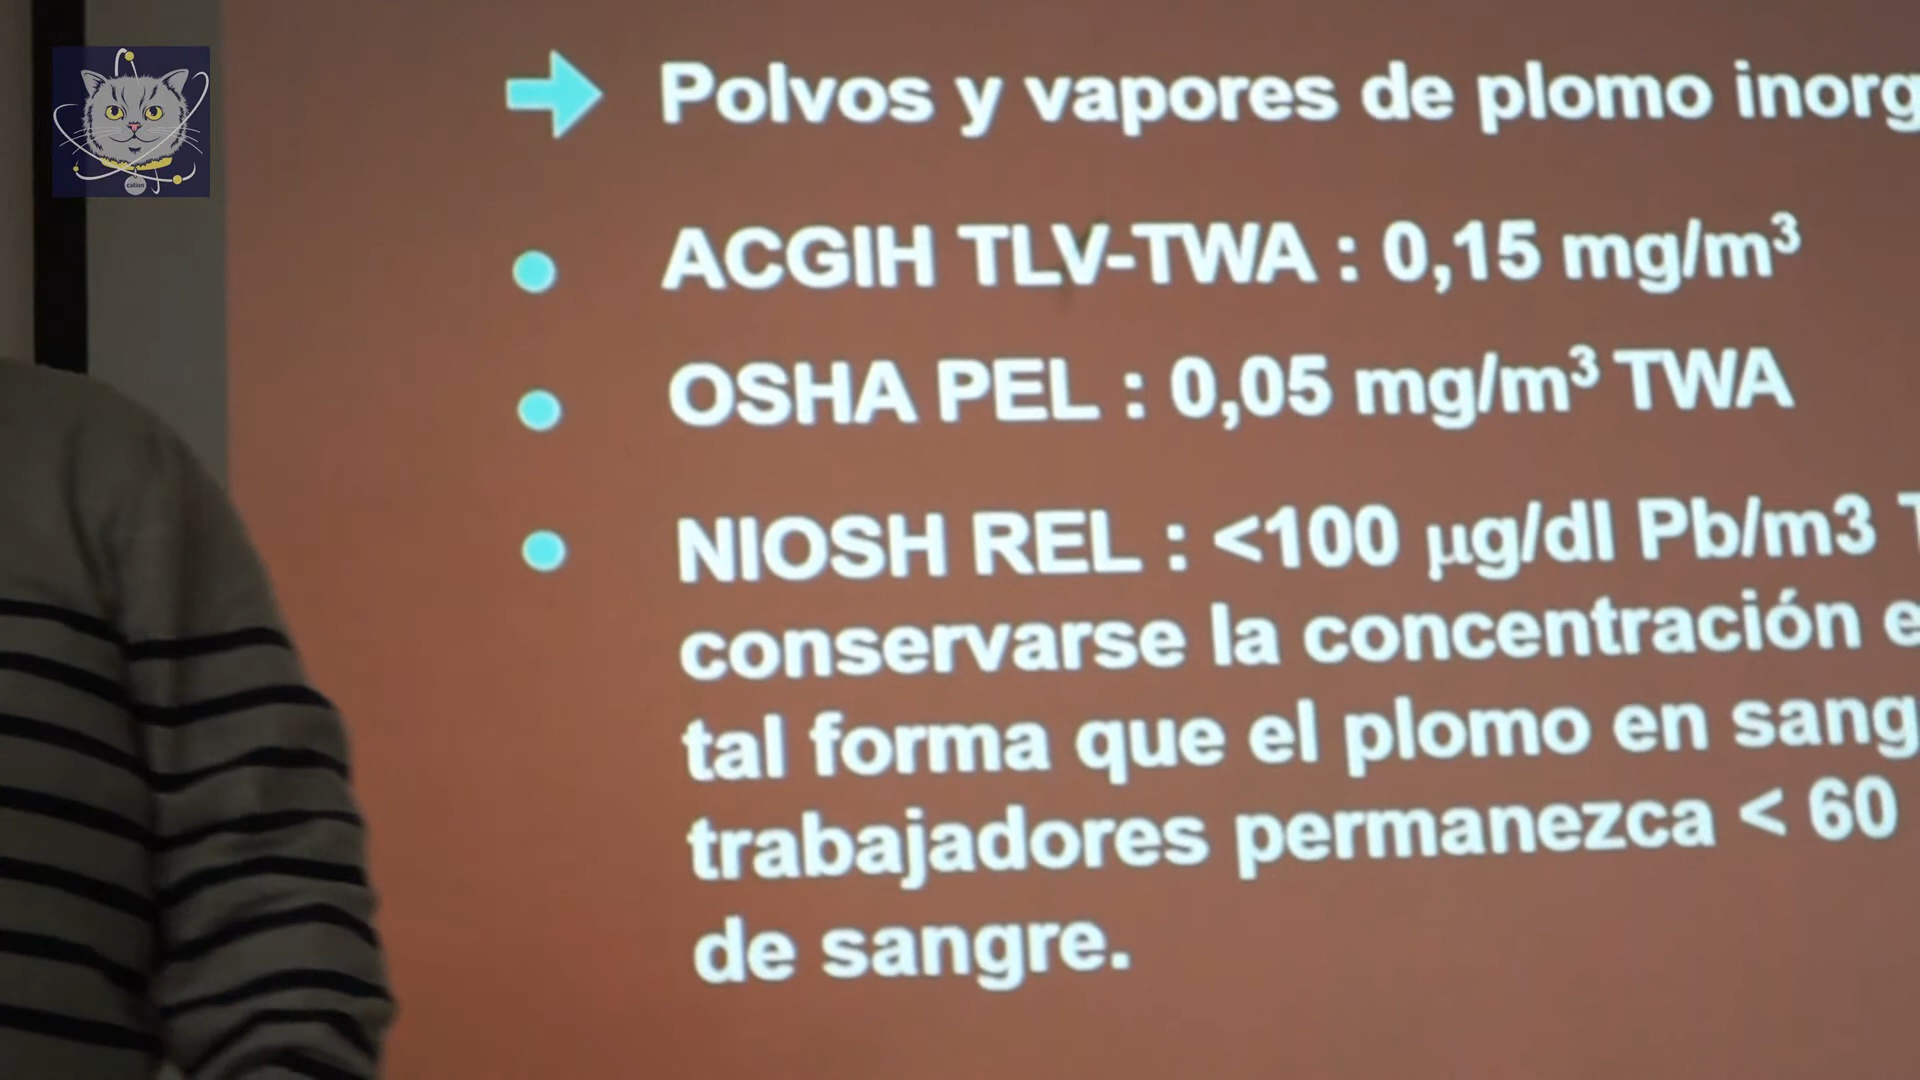 cation
Polvos y vapores de plomo inorg
ACGIH TLV-TWA : 0,15 mg/m³
OSHA PEL : 0,05 mg/m³ TWA
NIOSH REL : <100 µg/dl Pb/m3 T
conservarse la concentración e
tal forma que el plomo en sang
trabajadores permanezca < 60
de sangre.